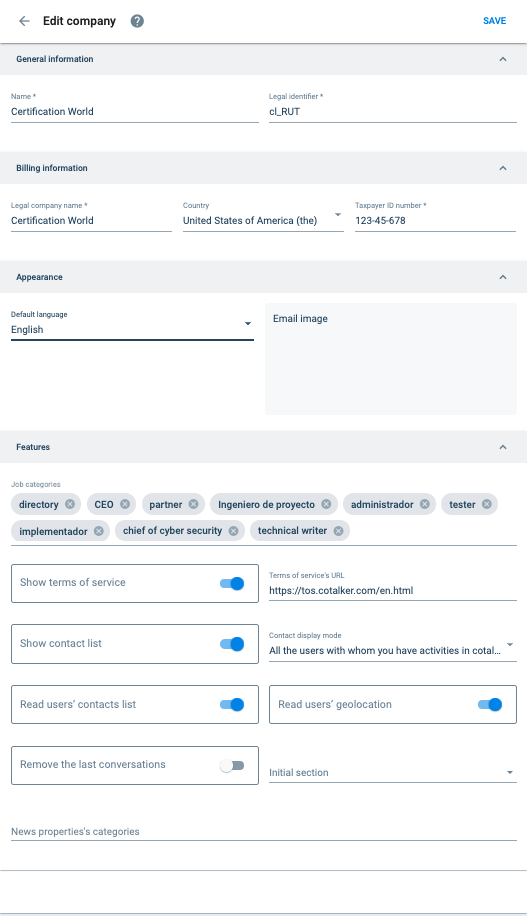 Edit company ?
SAVE
General information
Name *
Legal identifier *
Certification World
cl_RUT
Billing information
Legal company name *
Country
Taxpayer ID number *
Certification World
United States of America (the)
123-45-678
Appearance
Default language
English
Email image
Features
Job categories
directory CEO partner Ingeniero de proyecto administrador tester
implementador chief of cyber security technical writer
Show terms of service
Terms of service's URL
https://tos.cotalker.com/en.html
Show contact list
Contact display mode
All the users with whom you have activities in cotal...
Read users' contacts list
Read users' geolocation
Remove the last conversations
Initial section
News properties's categories